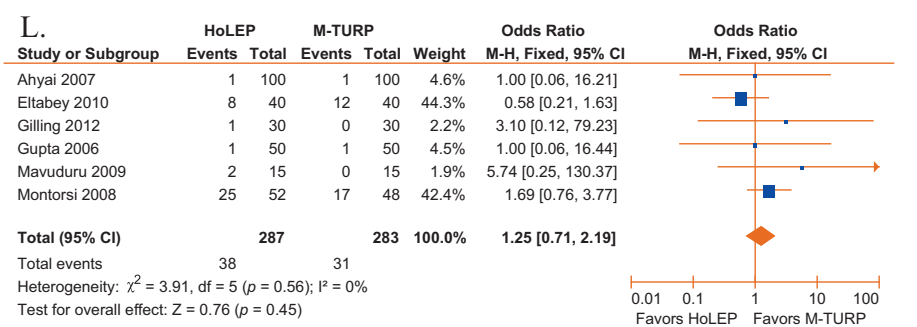 L.
HoLEP M-TURP Odds Ratio Odds Ratio
Study or Subgroup Events Total Events Total Weight M-H, Fixed, 95% CI M-H, Fixed, 95% CI
Ahyai 2007 1 100 1 100 4.6% 1.00 [0.06, 16.21]
Eltabey 2010 8 40 12 40 44.3% 0.58 [0.21, 1.63]
Gilling 2012 1 30 0 30 2.2% 3.10 [0.12, 79.23]
Gupta 2006 1 50 1 50 4.5% 1.00 [0.06, 16.44]
Mavuduru 2009 2 15 0 15 1.9% 5.74 [0.25, 130.37]
Montorsi 2008 25 52 17 48 42.4% 1.69 [0.76, 3.77]
Total (95% CI) 287 283 100.0% 1.25 [0.71, 2.19]
Total events 38 31
Heterogeneity: χ² = 3.91, df = 5 (p = 0.56); I² = 0%
Test for overall effect: Z = 0.76 (p = 0.45)
0.01 0.1 1 10 100
Favors HoLEP Favors M-TURP